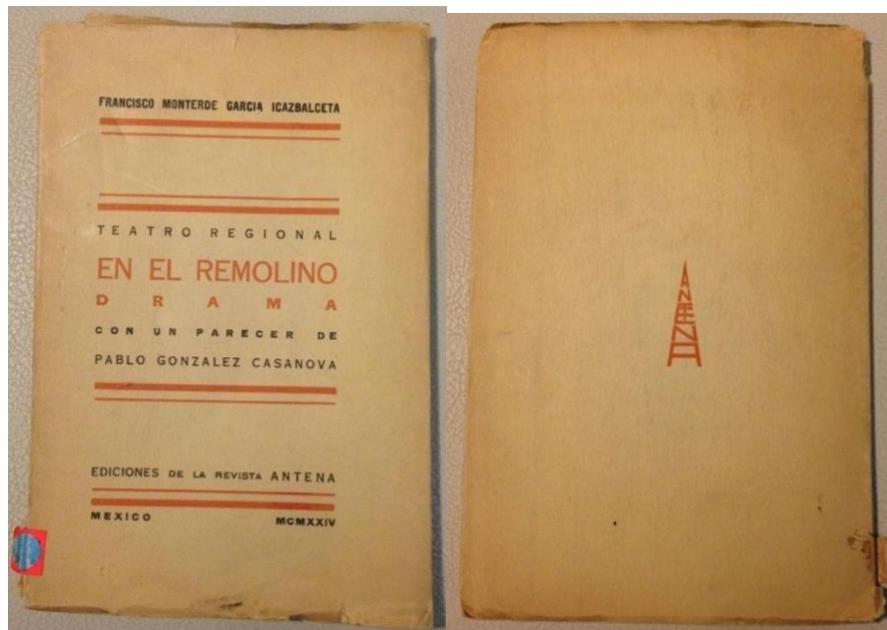 FRANCISCO MONTERDE GARCIA ICAZBALCETA
TEATRO REGIONAL
EN EL REMOLINO
DRAMA
CON UN PARECER DE
PABLO GONZALEZ CASANOVA
EDICIONES DE LA REVISTA ANTENA
MEXICO MCMXXIV
ANTENA